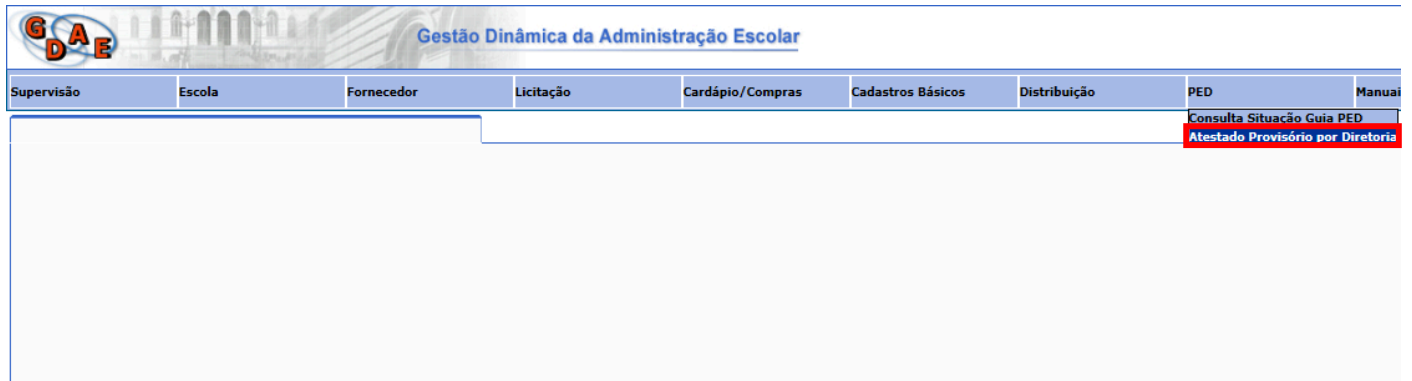 GDAE
Gestão Dinâmica da Administração Escolar
Supervisão Escola Fornecedor Licitação Cardápio/Compras Cadastros Básicos Distribuição PED Manuai
Consulta Situação Guia PED
Atestado Provisório por Diretoria